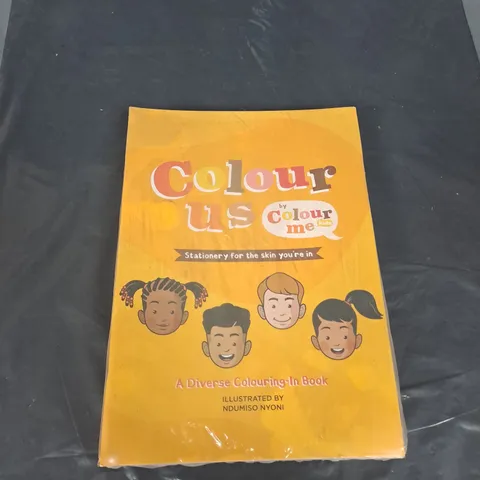 Colour
us
by
Colour
me
Stationery for the skin you're in
A Diverse Colouring-In Book
ILLUSTRATED BY
NDUMISO NYONI